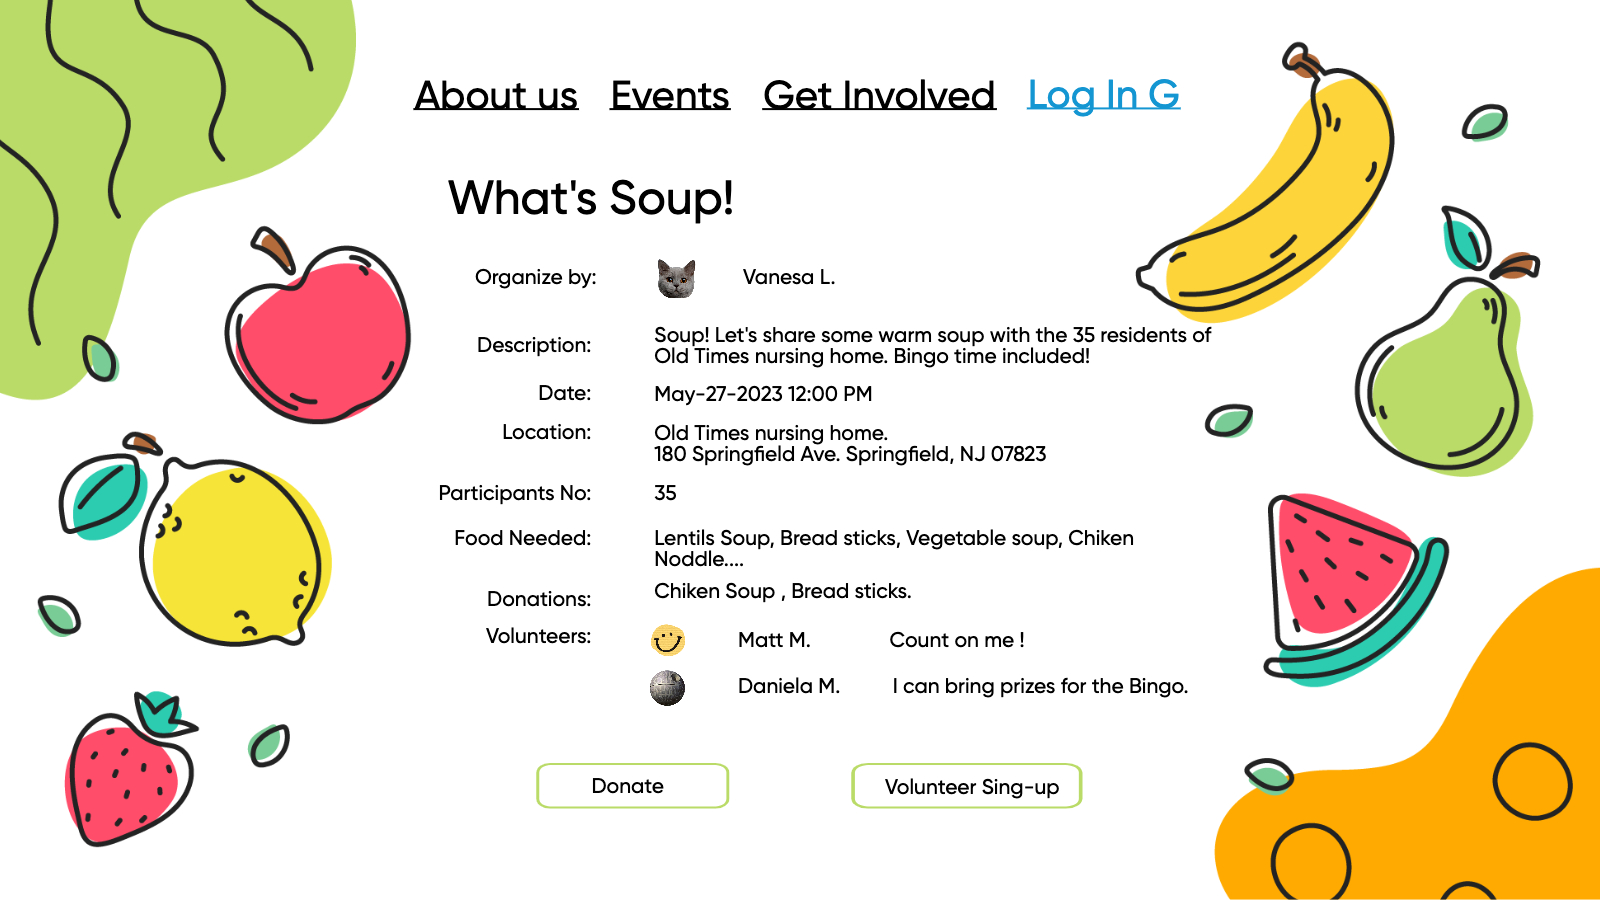 About us Events Get Involved Log In G
What's Soup!
Organize by: Vanesa L.
Description: Soup! Let's share some warm soup with the 35 residents of
Old Times nursing home. Bingo time included!
Date: May-27-2023 12:00 PM
Location: Old Times nursing home.
180 Springfield Ave. Springfield, NJ 07823
Participants No: 35
Food Needed: Lentils Soup, Bread sticks, Vegetable soup, Chiken
Noddle....
Donations: Chiken Soup , Bread sticks.
Volunteers: Matt M. Count on me !
Daniela M. I can bring prizes for the Bingo.
Donate Volunteer Sing-up